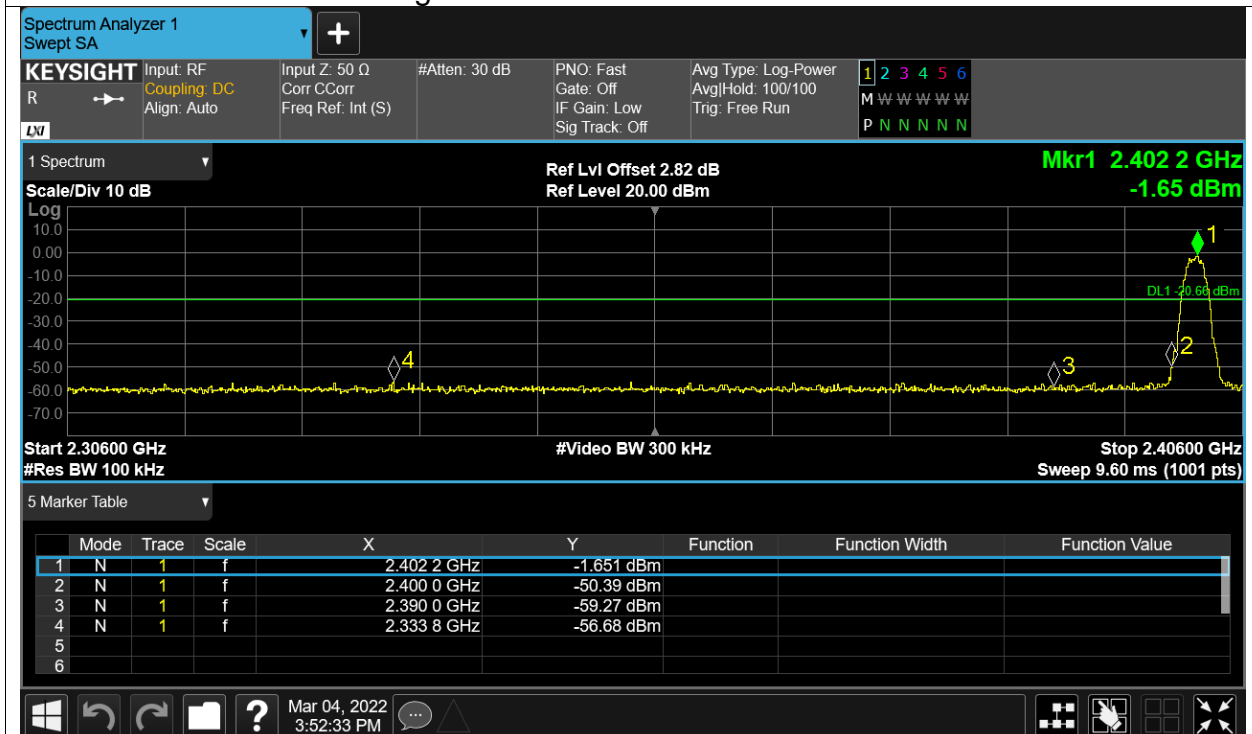 Spectrum Analyzer 1
Swept SA
+
KEYSIGHT Input: RF Input Z: 50 Ω #Atten: 30 dB PNO: Fast Avg Type: Log-Power 1 2 3 4 5 6
R Coupling: DC Corr CCorr Gate: Off Avg|Hold: 100/100 M W W W W W
Align: Auto Freq Ref: Int (S) IF Gain: Low Trig: Free Run
LXI Sig Track: Off P N N N N N
1 Spectrum Ref Lvl Offset 2.82 dB Mkr1 2.402 2 GHz
Scale/Div 10 dB Ref Level 20.00 dBm -1.65 dBm
Log
10.0 1
0.00
-10.0
-20.0 DL1 -20.66 dBm
-30.0
-40.0 2
-50.0 4 3
-60.0
-70.0
Start 2.30600 GHz #Video BW 300 kHz Stop 2.40600 GHz
#Res BW 100 kHz Sweep 9.60 ms (1001 pts)
5 Marker Table
Mode Trace Scale X Y Function Function Width Function Value
1 N 1 f 2.402 2 GHz -1.651 dBm
2 N 1 f 2.400 0 GHz -50.39 dBm
3 N 1 f 2.390 0 GHz -59.27 dBm
4 N 1 f 2.333 8 GHz -56.68 dBm
5
6
? Mar 04, 2022
3:52:33 PM